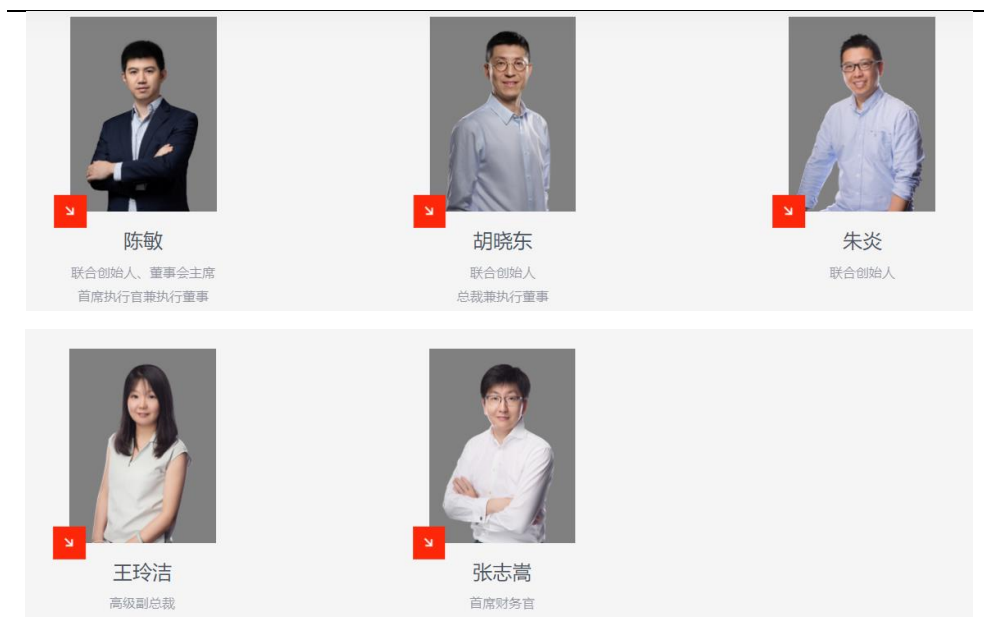 陈敏
联合创始人、董事会主席
首席执行官兼执行董事
胡晓东
联合创始人
总裁兼执行董事
朱炎
联合创始人
王玲洁
高级副总裁
张志嵩
首席财务官